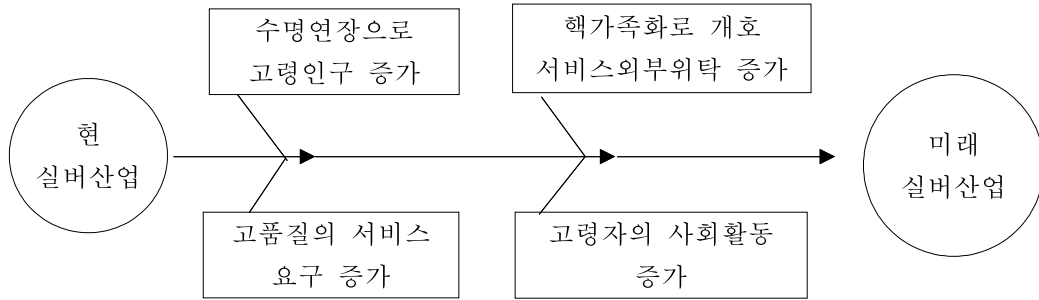 수명연장으로
고령인구 증가
핵가족화로 개호
서비스외부위탁 증가
현
실버산업
미래
실버산업
고품질의 서비스
요구 증가
고령자의 사회활동
증가